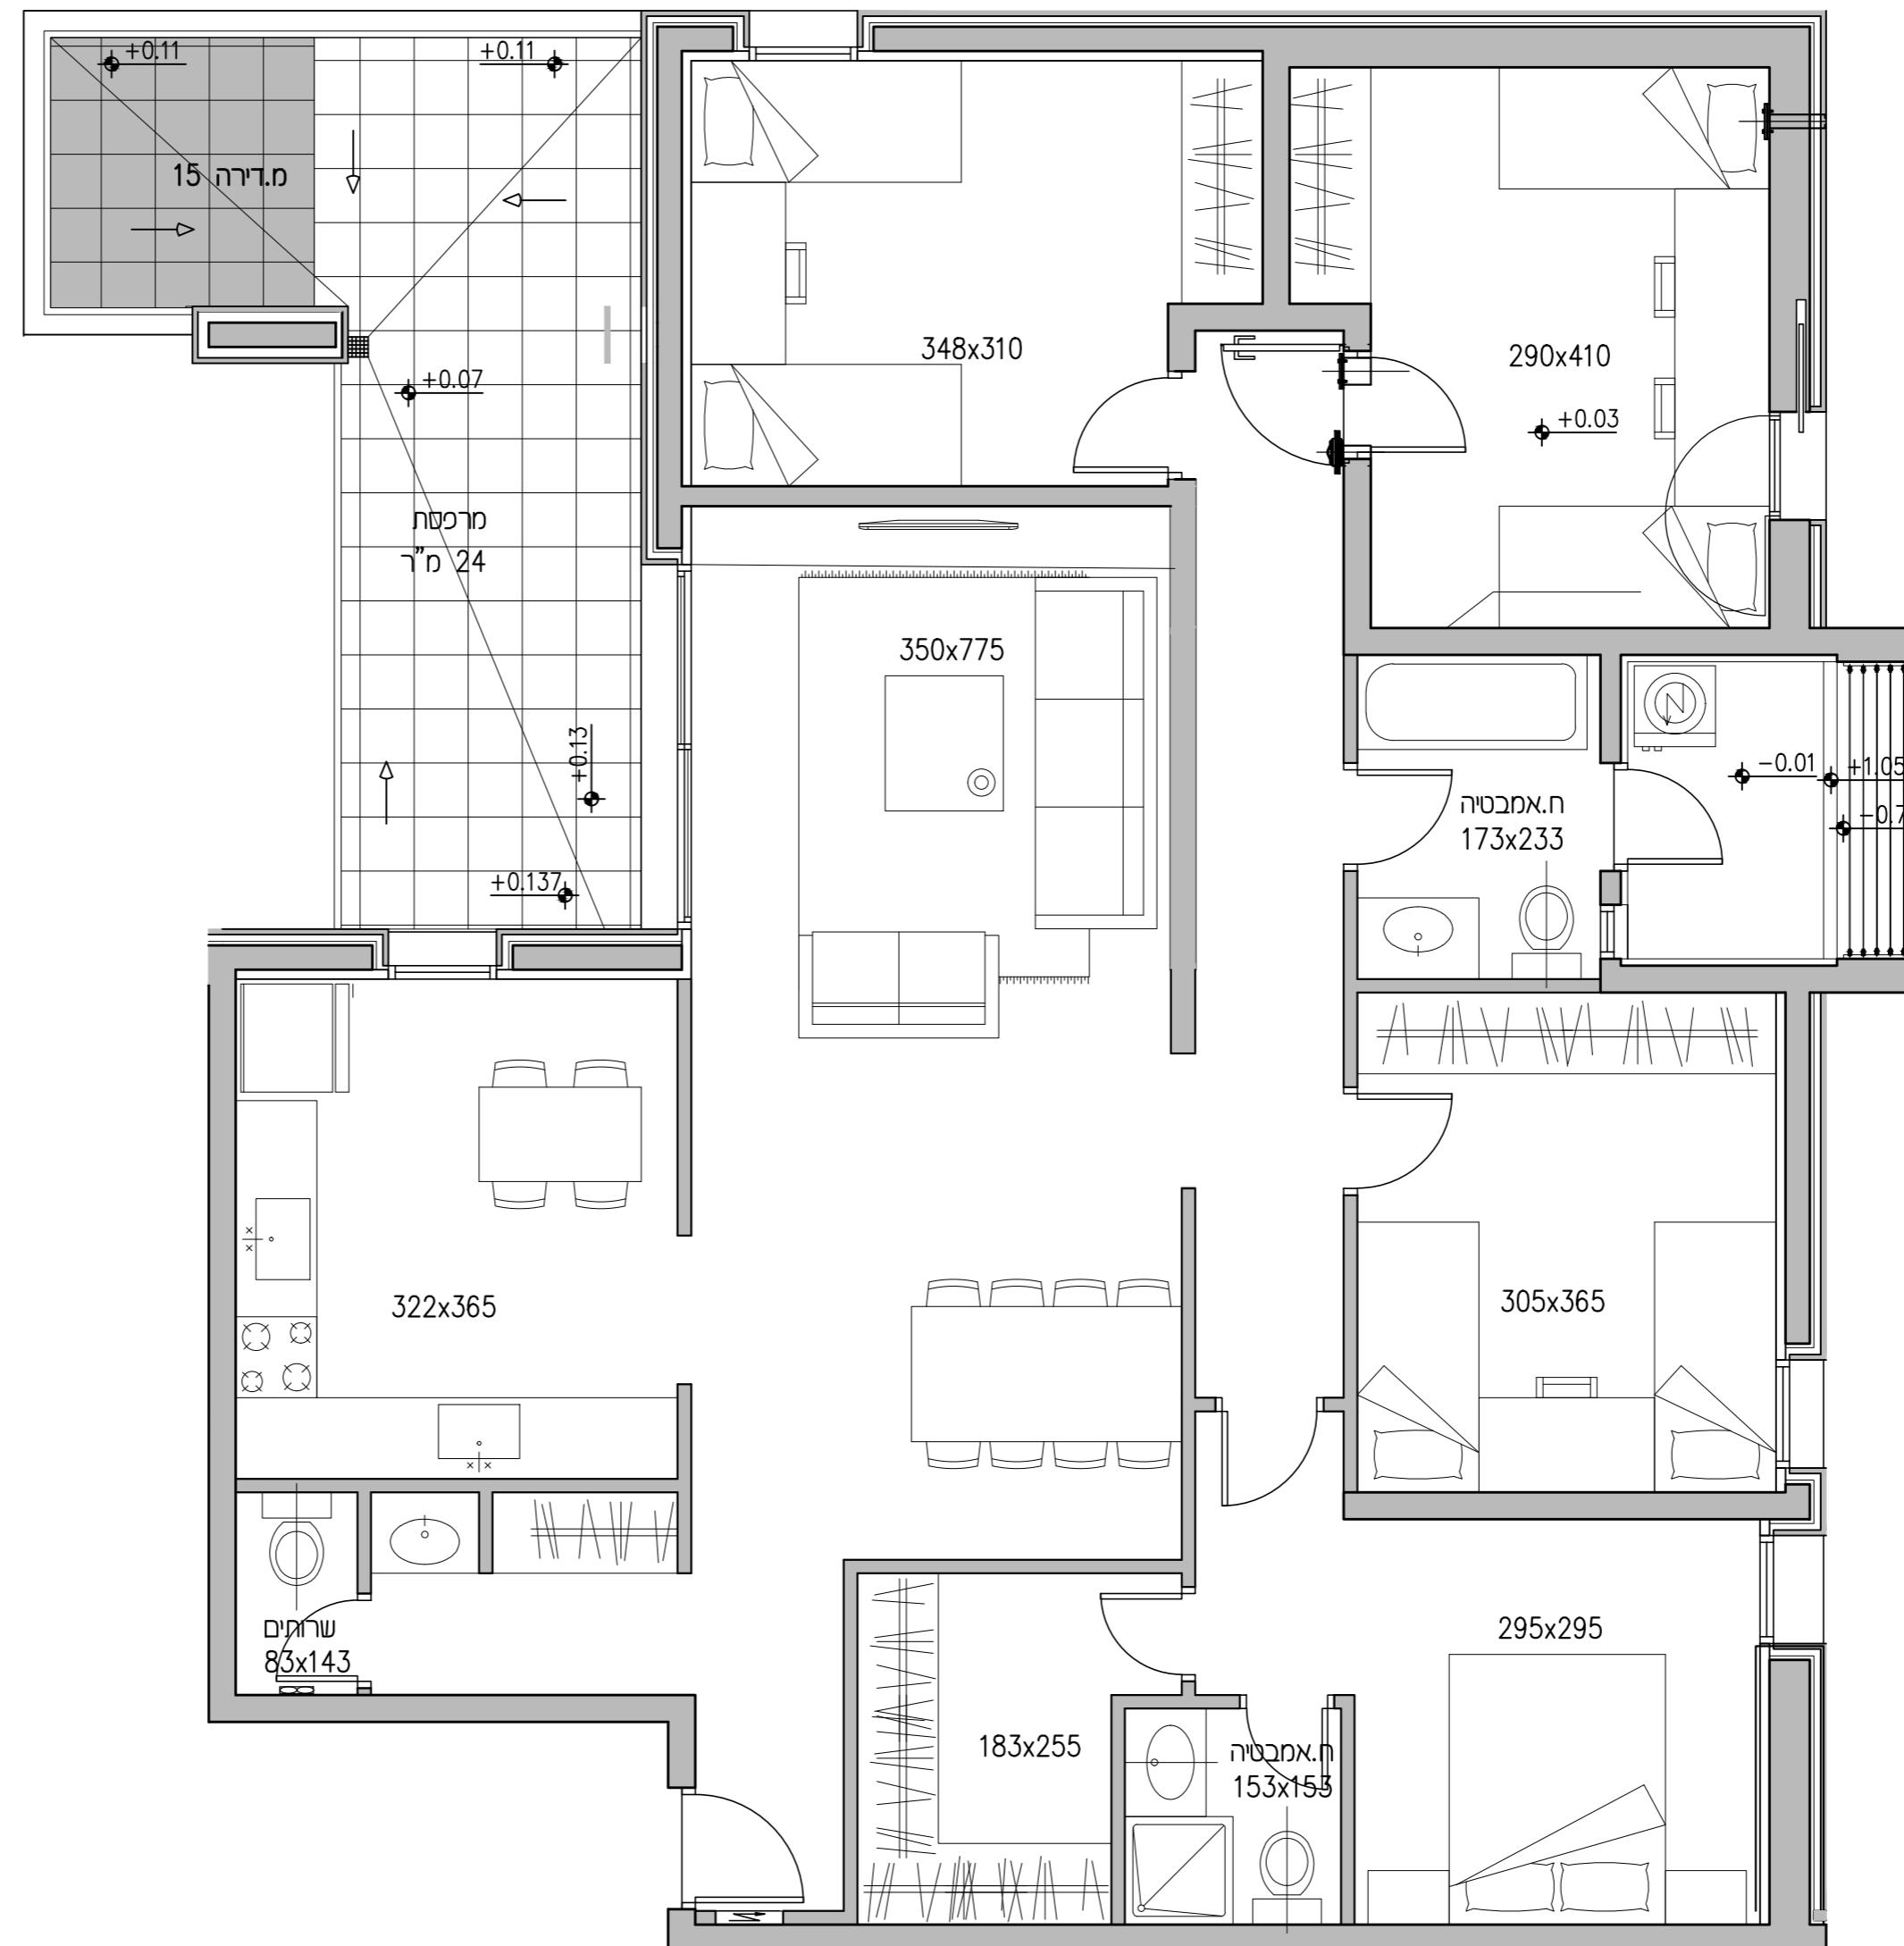 +0.11
+0.11
מ.דירה 15
348x310
290x410
+0.07
+0.03
מרפסת
24 מ"ר
350x775
+0.13
-0.01
+1.05
ח.אמבטיה
173x233
+0.137
322x365
305x365
שרותים
83x143
295x295
183x255
ח.אמבטיה
153x153